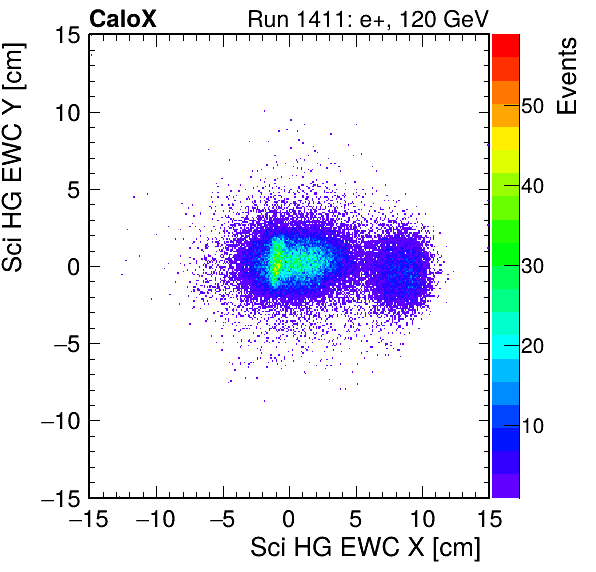 CaloX Run 1411: e+, 120 GeV
Sci HG EWC Y [cm]
15
10
5
0
−5
−10
−15
−15 −10 −5 0 5 10 15
Sci HG EWC X [cm]
Events
50
40
30
20
10